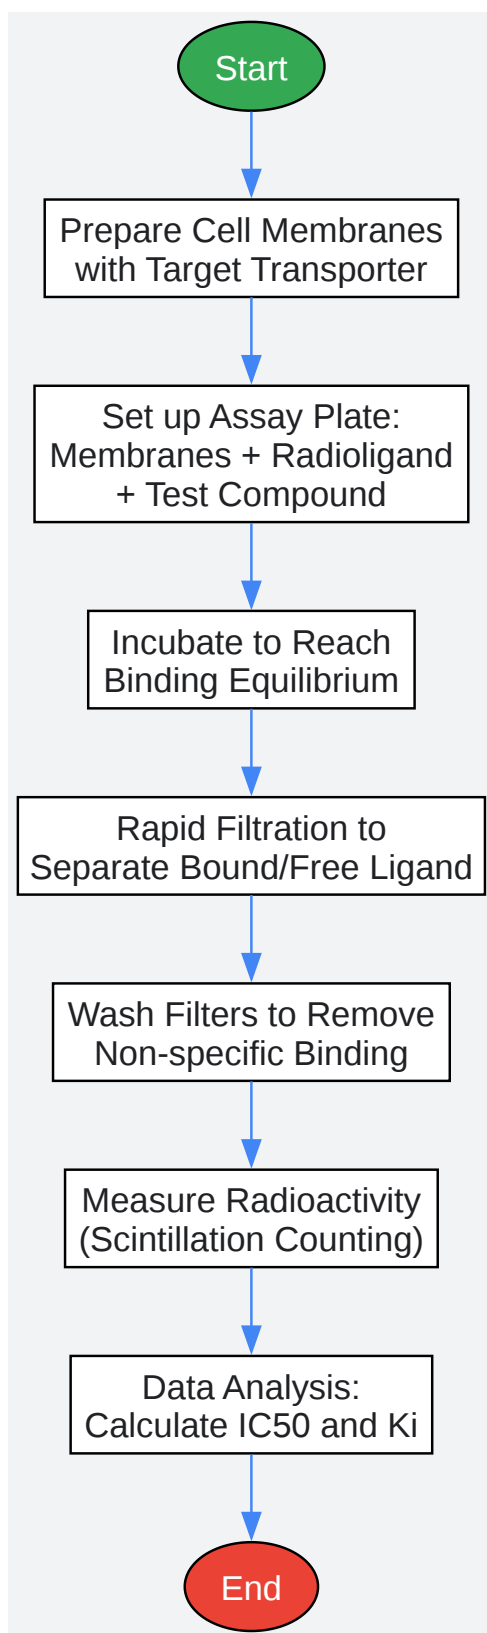 Start
Prepare Cell Membranes
with Target Transporter
Set up Assay Plate:
Membranes + Radioligand
+ Test Compound
Incubate to Reach
Binding Equilibrium
Rapid Filtration to
Separate Bound/Free Ligand
Wash Filters to Remove
Non-specific Binding
Measure Radioactivity
(Scintillation Counting)
Data Analysis:
Calculate IC50 and Ki
End